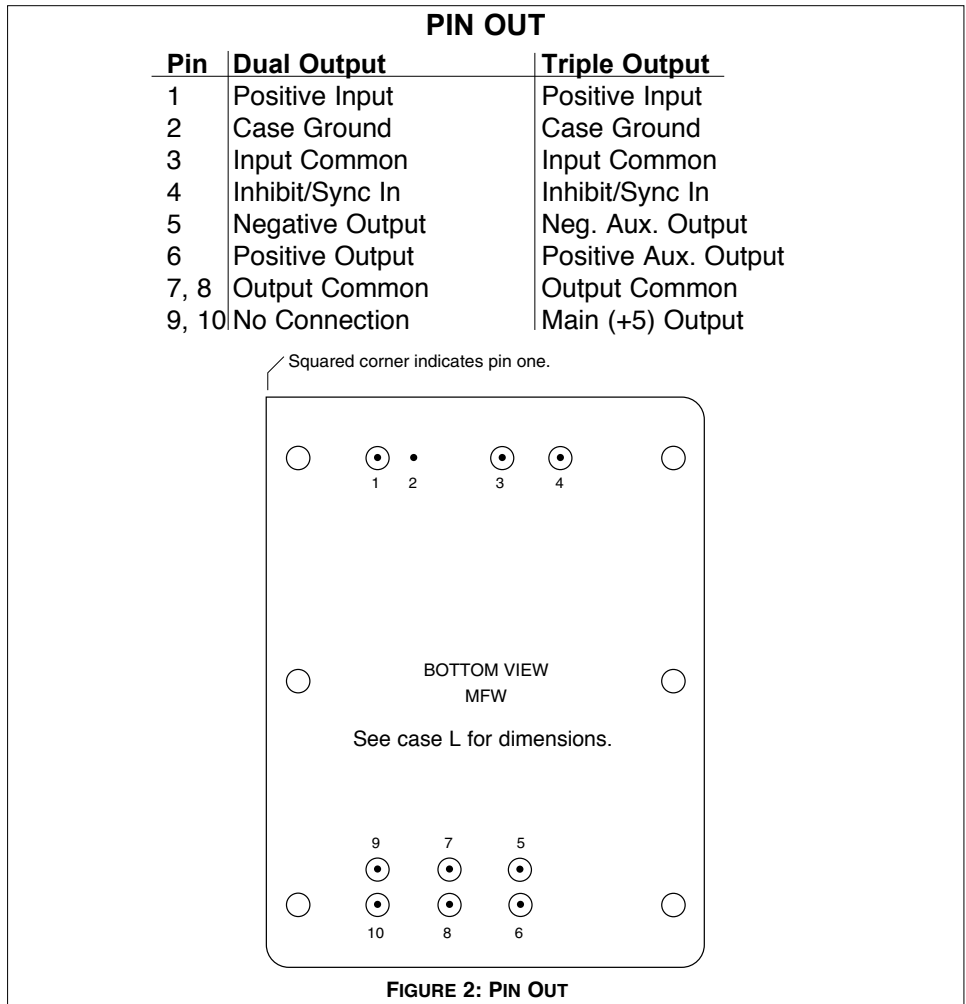 PIN OUT
Pin Dual Output Triple Output
1 Positive Input Positive Input
2 Case Ground Case Ground
3 Input Common Input Common
4 Inhibit/Sync In Inhibit/Sync In
5 Negative Output Neg. Aux. Output
6 Positive Output Positive Aux. Output
7, 8 Output Common Output Common
9, 10 No Connection Main (+5) Output
Squared corner indicates pin one.
1 2 3 4
BOTTOM VIEW
MFW
See case L for dimensions.
9 7 5
10 8 6
FIGURE 2: PIN OUT